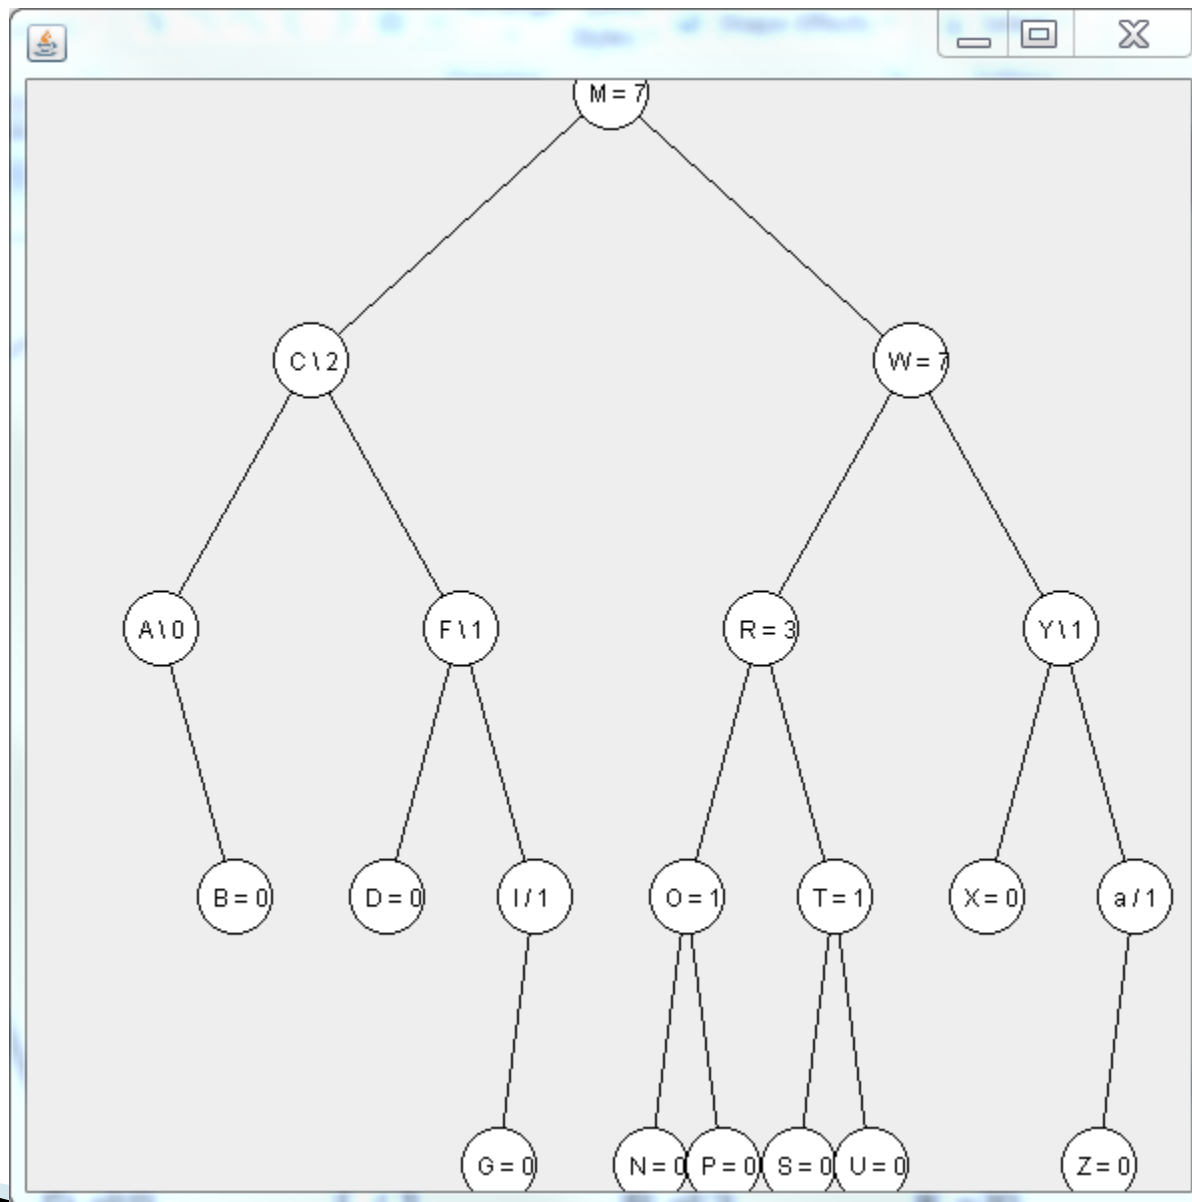 M = 7
C \ 2
W = 7
A \ 0
F \ 1
R = 3
Y \ 1
B = 0
D = 0
I / 1
O = 1
T = 1
X = 0
a / 1
G = 0
N = 0
P = 0
S = 0
U = 0
Z = 0